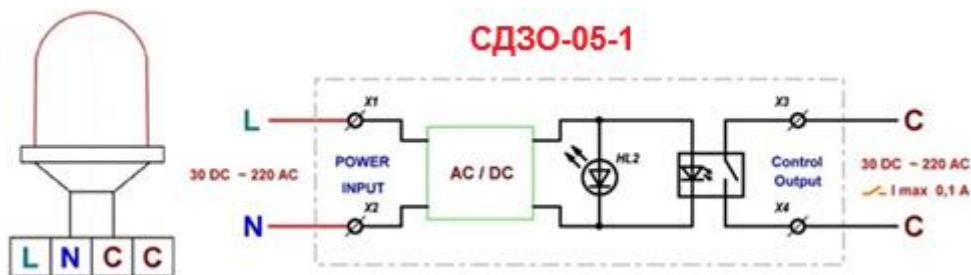 СДЗО-05-1
L X1 X3 C
30 DC ~ 220 AC
POWER
INPUT
AC / DC
HL2
Control
Output
30 DC ~ 220 AC
I max 0,1 A
N X2 X4 C
L N C C